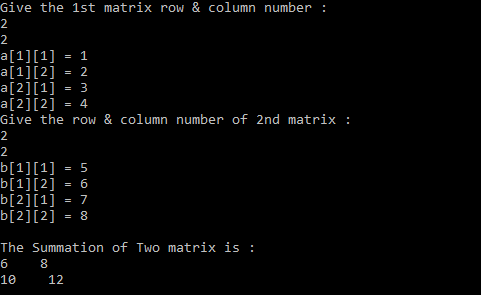 Give the 1st matrix row & column number :
2
2
a[1][1] = 1
a[1][2] = 2
a[2][1] = 3
a[2][2] = 4
Give the row & column number of 2nd matrix :
2
2
b[1][1] = 5
b[1][2] = 6
b[2][1] = 7
b[2][2] = 8

The Summation of Two matrix is :
6    8
10    12